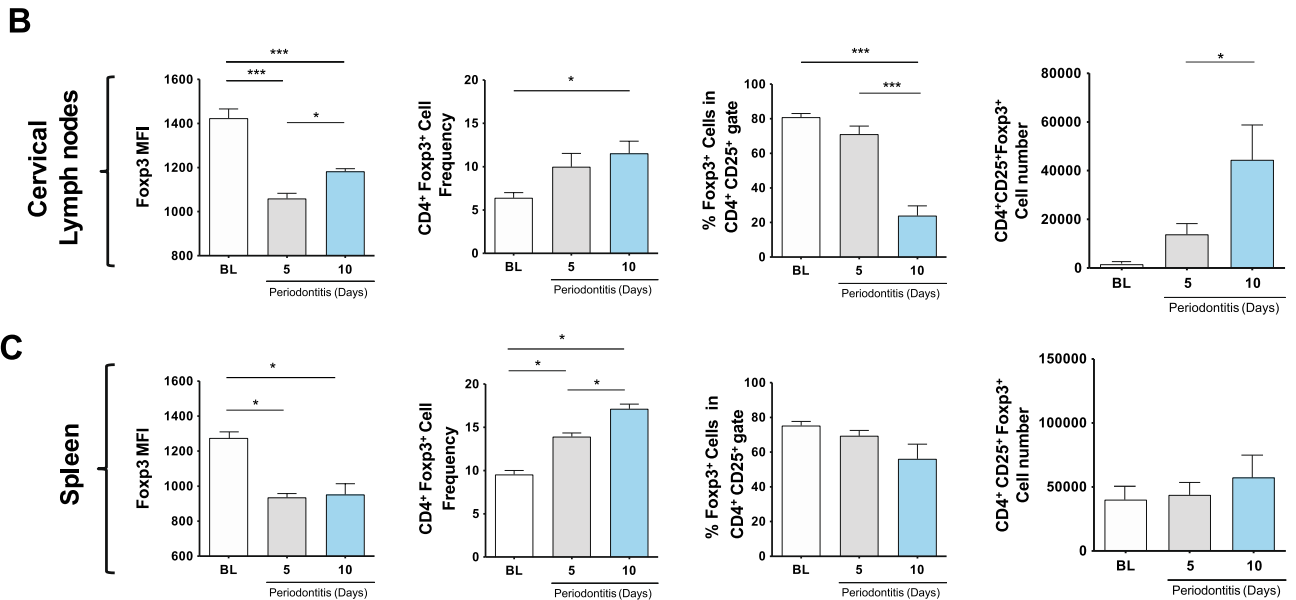 B
Cervical
Lymph nodes
Foxp3 MFI
1600
1400
1200
1000
800
***
***
*
BL
5
10
Periodontitis (Days)
CD4⁺ Foxp3⁺ Cell
Frequency
20
15
10
5
0
*
BL
5
10
Periodontitis (Days)
% Foxp3⁺ Cells in
CD4⁺ CD25⁺ gate
100
80
60
40
20
0
***
***
BL
5
10
Periodontitis (Days)
CD4⁺CD25⁺Foxp3⁺
Cell number
80000
60000
40000
20000
0
*
BL
5
10
Periodontitis (Days)
C
Spleen
Foxp3 MFI
1600
1400
1200
1000
800
600
*
*
BL
5
10
Periodontitis (Days)
CD4⁺ Foxp3⁺ Cell
Frequency
20
15
10
5
0
*
*
*
BL
5
10
Periodontitis (Days)
% Foxp3⁺ Cells in
CD4⁺ CD25⁺ gate
100
80
60
40
20
0
BL
5
10
Periodontitis (Days)
CD4⁺ CD25⁺ Foxp3⁺
Cell number
150000
100000
50000
0
BL
5
10
Periodontitis (Days)